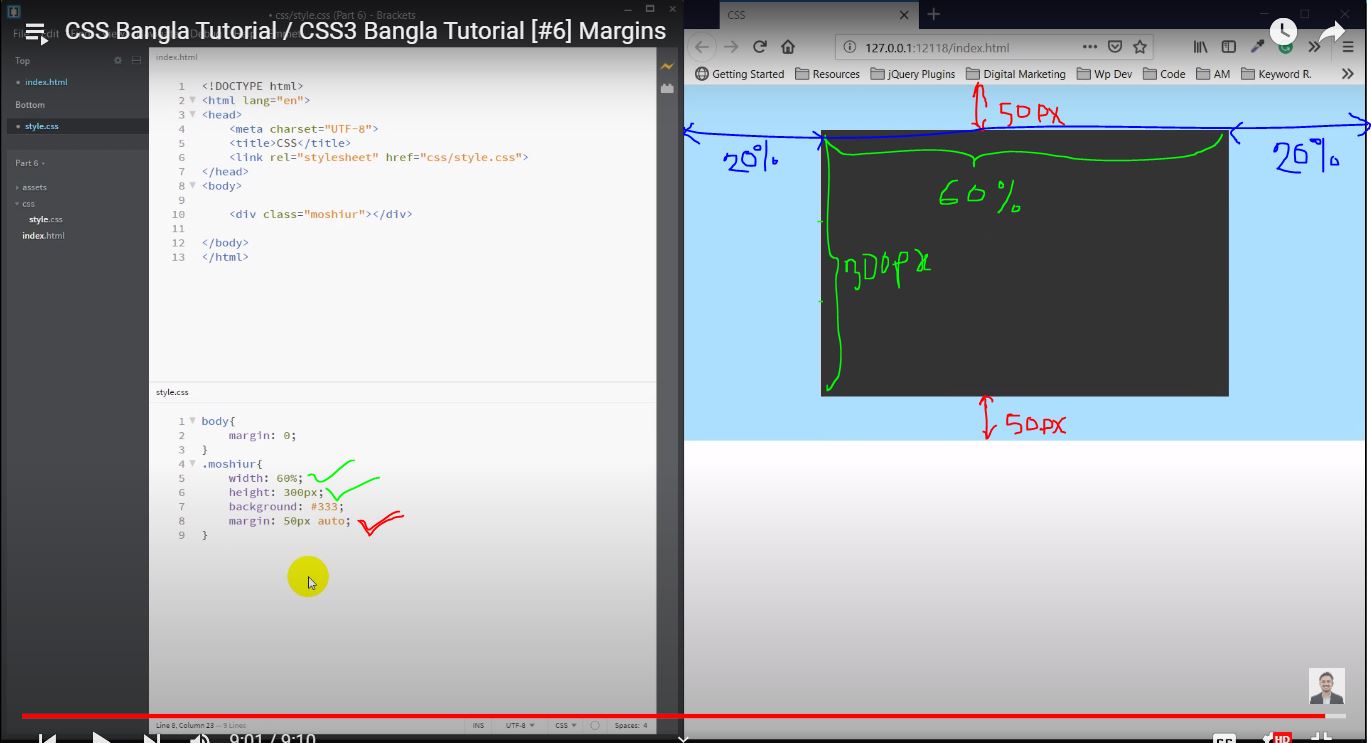 css/style.css (Part 6) - Brackets
CSS Bangla Tutorial / CSS3 Bangla Tutorial [#6] Margins
Top
index.html
Bottom
style.css
Part 6
assets
css
style.css
index.html
index.html
1 <!DOCTYPE html>
2 <html lang="en">
3 <head>
4 <meta charset="UTF-8">
5 <title>CSS</title>
6 <link rel="stylesheet" href="css/style.css">
7 </head>
8 <body>
9
10 <div class="moshiur"></div>
11
12 </body>
13 </html>
style.css
1 body{
2 margin: 0;
3 }
4 .moshiur{
5 width: 60%;
6 height: 300px;
7 background: #333;
8 margin: 50px auto;
9 }
Line 8, Column 23 — 9 Lines
INS UTF-8 CSS Spaces: 4
CSS
127.0.0.1:12118/index.html
Getting Started Resources jQuery Plugins Digital Marketing Wp Dev Code AM Keyword R.
50px
20% 20%
60%
300px
50px
9:01 / 9:10
CC HD